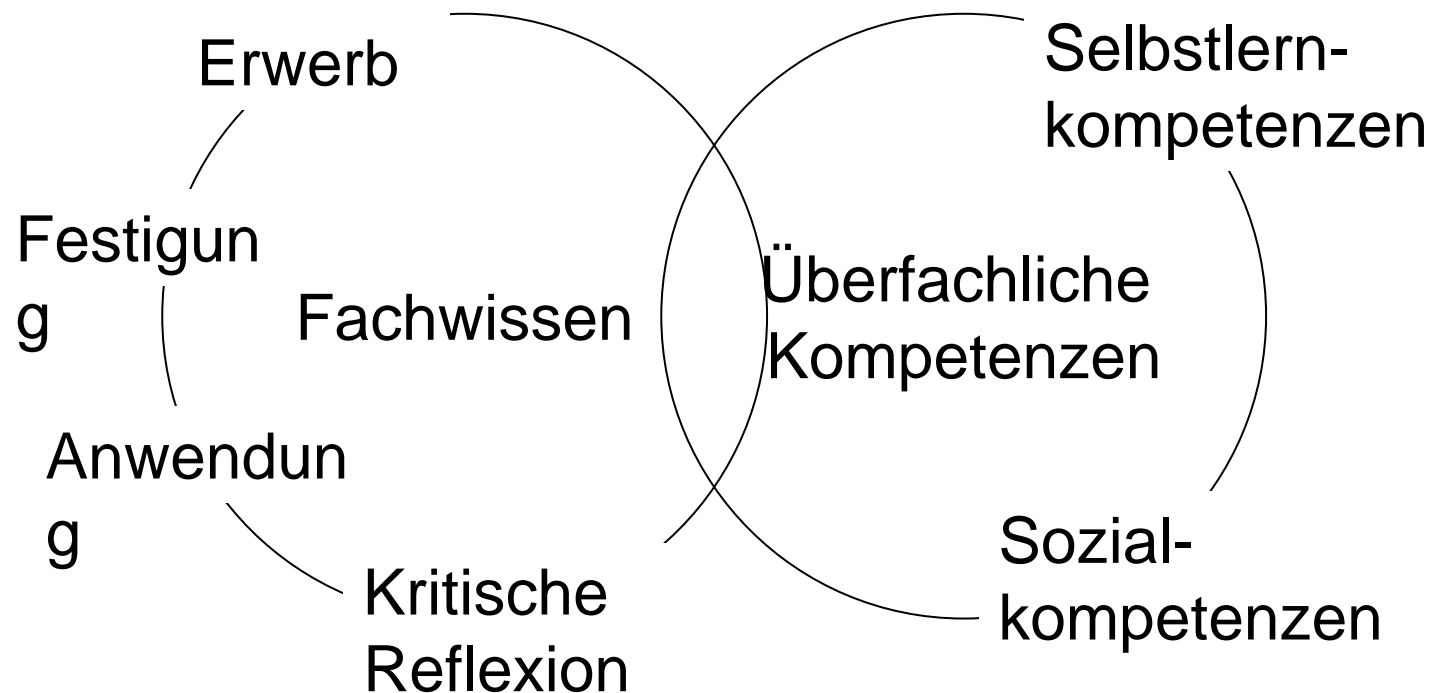 Erwerb
Festigun
g
Fachwissen
Anwendun
g
Kritische
Reflexion
Überfachliche
Kompetenzen
Selbstlern-
kompetenzen
Sozial-
kompetenzen